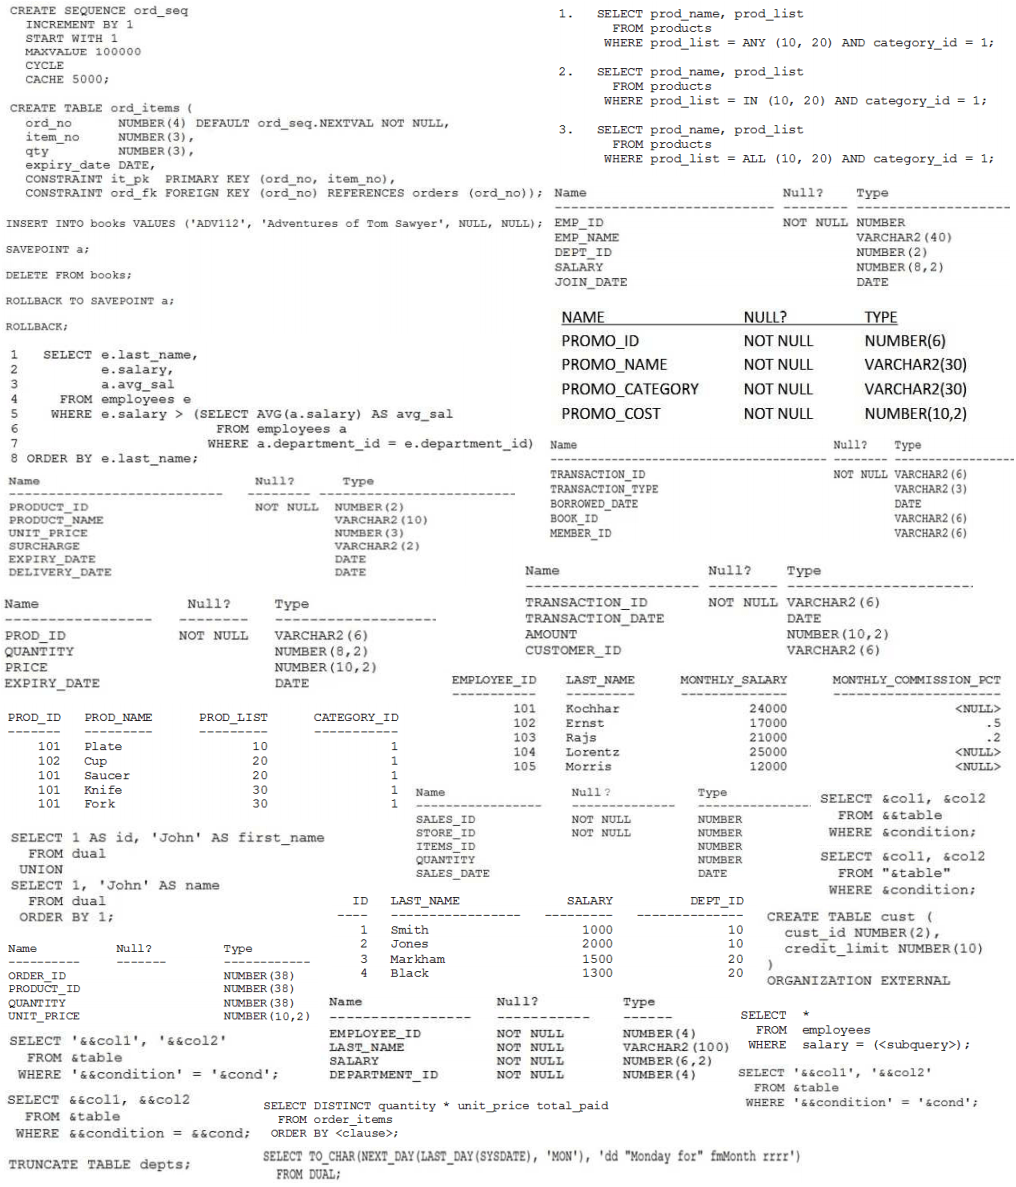 CREATE SEQUENCE ord_seq
INCREMENT BY 1
START WITH 1
MAXVALUE 100000
CYCLE
CACHE 5000;
CREATE TABLE ord_items (
ord_no NUMBER(4) DEFAULT ord_seq.NEXTVAL NOT NULL,
item_no NUMBER(3),
qty NUMBER(3),
expiry_date DATE,
CONSTRAINT it_pk PRIMARY KEY (ord_no, item_no),
CONSTRAINT ord_fk FOREIGN KEY (ord_no) REFERENCES orders (ord_no));
INSERT INTO books VALUES ('ADV112', 'Adventures of Tom Sawyer', NULL, NULL);
SAVEPOINT a;
DELETE FROM books;
ROLLBACK TO SAVEPOINT a;
ROLLBACK;
1 SELECT e.last_name,
2 e.salary,
3 a.avg_sal
4 FROM employees e
5 WHERE e.salary > (SELECT AVG(a.salary) AS avg_sal
6 FROM employees a
7 WHERE a.department_id = e.department_id)
8 ORDER BY e.last_name;
1. SELECT prod_name, prod_list
FROM products
WHERE prod_list = ANY (10, 20) AND category_id = 1;
2. SELECT prod_name, prod_list
FROM products
WHERE prod_list = IN (10, 20) AND category_id = 1;
3. SELECT prod_name, prod_list
FROM products
WHERE prod_list = ALL (10, 20) AND category_id = 1;
Name Null? Type
EMP_ID NOT NULL NUMBER
EMP_NAME VARCHAR2(40)
DEPT_ID NUMBER(2)
SALARY NUMBER(8,2)
JOIN_DATE DATE
NAME NULL? TYPE
PROMO_ID NOT NULL NUMBER(6)
PROMO_NAME NOT NULL VARCHAR2(30)
PROMO_CATEGORY NOT NULL VARCHAR2(30)
PROMO_COST NOT NULL NUMBER(10,2)
Name Null? Type
TRANSACTION_ID NOT NULL VARCHAR2(6)
TRANSACTION_TYPE VARCHAR2(3)
BORROWED_DATE DATE
BOOK_ID VARCHAR2(6)
MEMBER_ID VARCHAR2(6)
Name Null? Type
PRODUCT_ID NOT NULL NUMBER(2)
PRODUCT_NAME VARCHAR2(10)
UNIT_PRICE NUMBER(3)
SURCHARGE VARCHAR2(2)
EXPIRY_DATE DATE
DELIVERY_DATE DATE
Name Null? Type
TRANSACTION_ID NOT NULL VARCHAR2(6)
TRANSACTION_DATE DATE
AMOUNT NUMBER(10,2)
CUSTOMER_ID VARCHAR2(6)
Name Null? Type
PROD_ID NOT NULL VARCHAR2(6)
QUANTITY NUMBER(8,2)
PRICE NUMBER(10,2)
EXPIRY_DATE DATE
EMPLOYEE_ID LAST_NAME MONTHLY_SALARY MONTHLY_COMMISSION_PCT
101 Kochhar 24000 <NULL>
102 Ernst 17000 .5
103 Rajs 21000 .2
104 Lorentz 25000 <NULL>
105 Morris 12000 <NULL>
PROD_ID PROD_NAME PROD_LIST CATEGORY_ID
101 Plate 10 1
102 Cup 20 1
101 Saucer 20 1
101 Knife 30 1
101 Fork 30 1
Name Null? Type
SALES_ID NOT NULL NUMBER
STORE_ID NOT NULL NUMBER
ITEMS_ID NUMBER
QUANTITY NUMBER
SALES_DATE DATE
SELECT &col1, &col2
FROM &&table
WHERE &condition;
SELECT &col1, &col2
FROM "&table"
WHERE &condition;
SELECT 1 AS id, 'John' AS first_name
FROM dual
UNION
SELECT 1, 'John' AS name
FROM dual
ORDER BY 1;
ID LAST_NAME SALARY DEPT_ID
1 Smith 1000 10
2 Jones 2000 10
3 Markham 1500 20
4 Black 1300 20
CREATE TABLE cust (
cust_id NUMBER(2),
credit_limit NUMBER(10)
)
ORGANIZATION EXTERNAL
Name Null? Type
ORDER_ID NUMBER(38)
PRODUCT_ID NUMBER(38)
QUANTITY NUMBER(38)
UNIT_PRICE NUMBER(10,2)
Name Null? Type
EMPLOYEE_ID NOT NULL NUMBER(4)
LAST_NAME NOT NULL VARCHAR2(100)
SALARY NOT NULL NUMBER(6,2)
DEPARTMENT_ID NOT NULL NUMBER(4)
SELECT *
FROM employees
WHERE salary = (<subquery>);
SELECT '&&col1', '&&col2'
FROM &table
WHERE '&&condition' = '&cond';
SELECT '&&col1', '&&col2'
FROM &table
WHERE '&&condition' = '&cond';
SELECT &&col1, &&col2
FROM &table
WHERE &&condition = &&cond;
SELECT DISTINCT quantity * unit_price total_paid
FROM order_items
ORDER BY <clause>;
TRUNCATE TABLE depts;
SELECT TO_CHAR(NEXT_DAY(LAST_DAY(SYSDATE), 'MON'), 'dd "Monday for" fmMonth rrrr')
FROM DUAL;